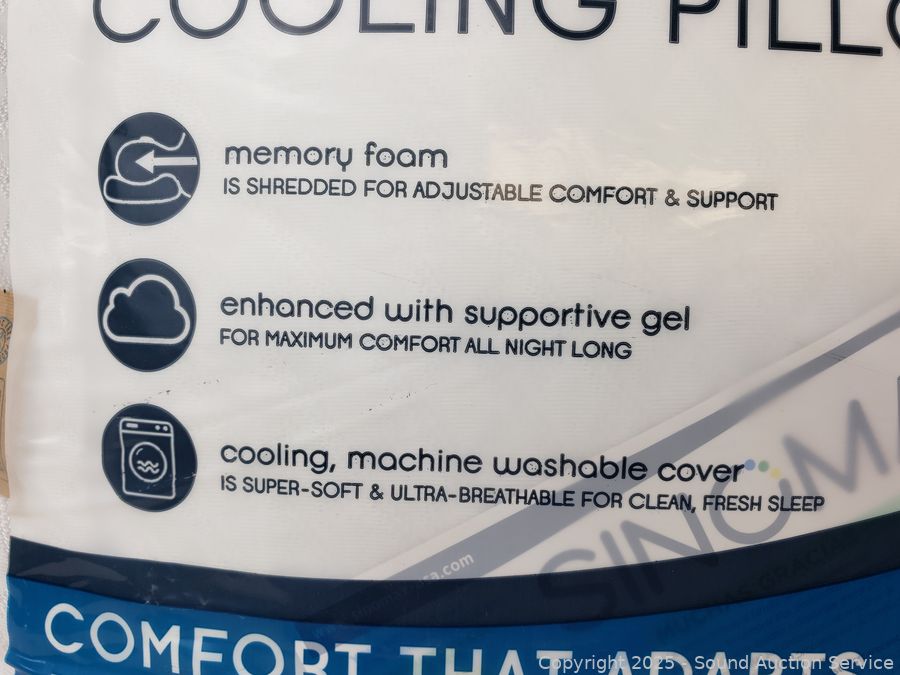 COOLING
memory foam
IS SHREDDED FOR ADJUSTABLE COMFORT & SUPPORT
enhanced with supportive gel
FOR MAXIMUM COMFORT ALL NIGHT LONG
cooling, machine washable cover
IS SUPER-SOFT & ULTRA-BREATHABLE FOR CLEAN, FRESH SLEEP
SINOMA
COMFORT THAT ADAPTS
Copyright 2025 - Sound Auction Service